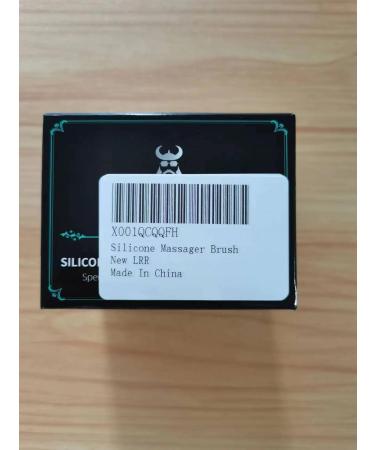 X001QCQQFH
Silicone Massager Brush
New LRR
Made In China
SILICO
Spe